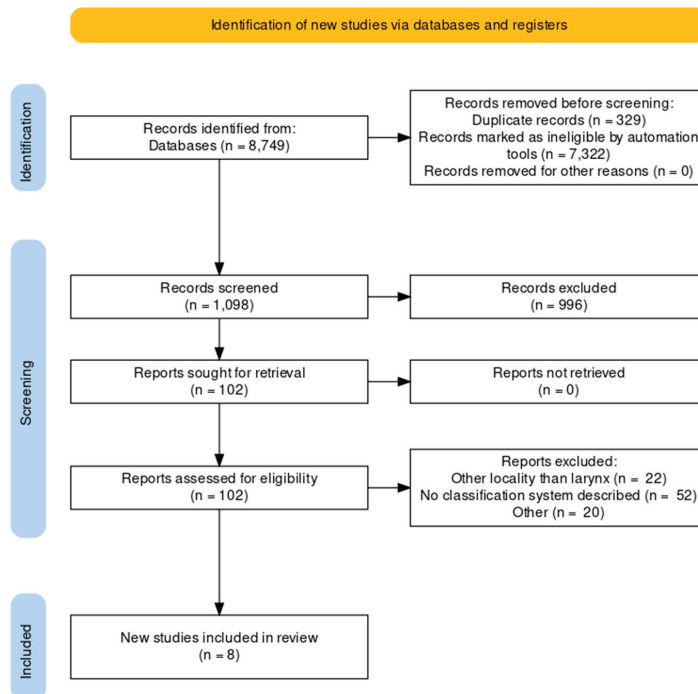 Identification of new studies via databases and registers
Identification
Records identified from:
Databases (n = 8,749)
Records removed before screening:
Duplicate records (n = 329)
Records marked as ineligible by automation
tools (n = 7,322)
Records removed for other reasons (n = 0)
Screening
Records screened
(n = 1,098)
Records excluded
(n = 996)
Reports sought for retrieval
(n = 102)
Reports not retrieved
(n = 0)
Reports assessed for eligibility
(n = 102)
Reports excluded:
Other locality than larynx (n = 22)
No classification system described (n = 52)
Other (n = 20)
Included
New studies included in review
(n = 8)